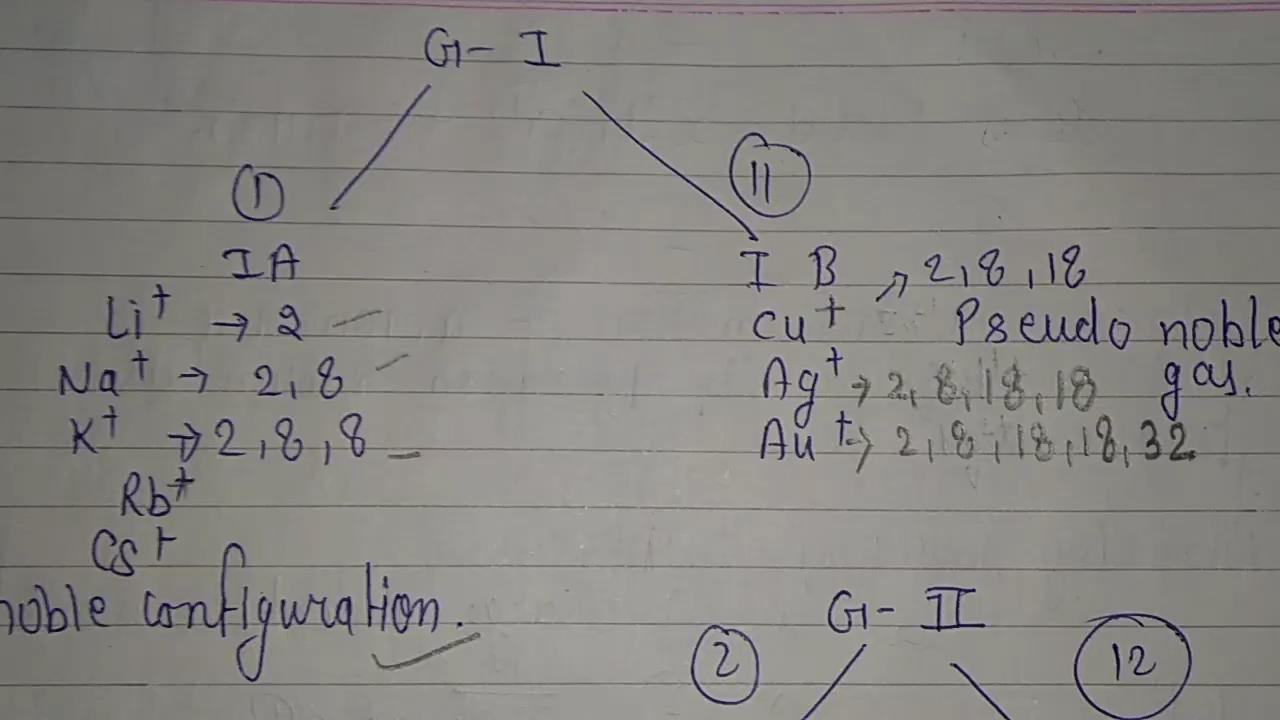 G-I
① ⑪
IA I B → 2,8,18
Li⁺ → 2 Cu⁺ Pseudo noble
Na⁺ → 2,8 Ag⁺ → 2,8,18,18 gas.
K⁺ → 2,8,8 Au⁺ → 2,8,18,18,32
Rb⁺
Cs⁺
noble configuration. G-II
② ⑫